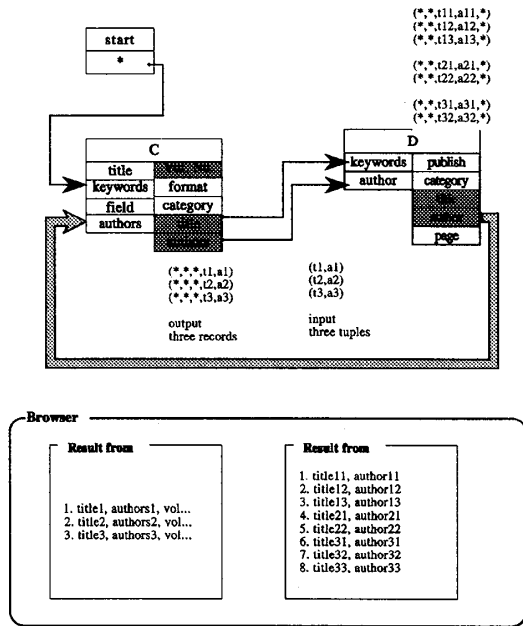 (*,*,t11,a11,*)
(*,*,t12,a12,*)
(*,*,t13,a13,*)
(*,*,t21,a21,*)
(*,*,t22,a22,*)
(*,*,t31,a31,*)
(*,*,t32,a32,*)
start
*
C
title
keywords
format
field
category
authors
title
authors
D
keywords
publish
author
category
title
author
page
(*,*,*,t1,a1)
(*,*,*,t2,a2)
(*,*,*,t3,a3)
output
three records
(t1,a1)
(t2,a2)
(t3,a3)
input
three tuples
Browser
Result from
1. title1, authors1, vol...
2. title2, authors2, vol...
3. title3, authors3, vol...
Result from
1. title11, author11
2. title12, author12
3. title13, author13
4. title21, author21
5. title22, author22
6. title31, author31
7. title32, author32
8. title33, author33